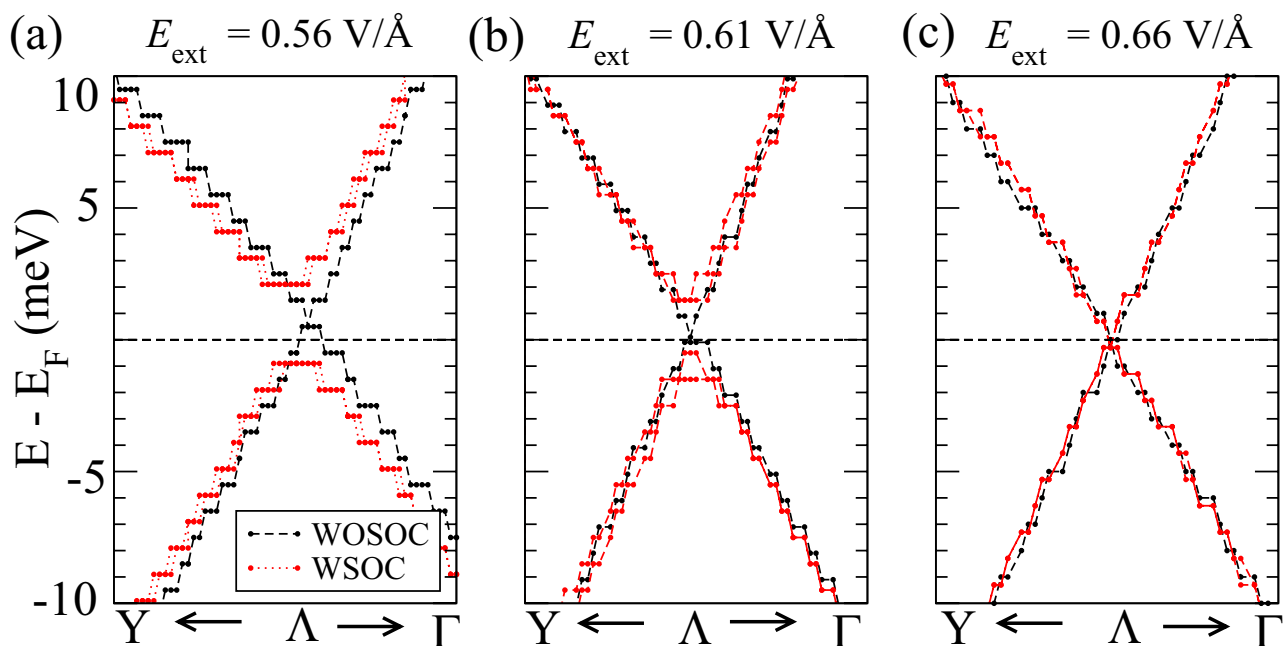 (a) E_ext = 0.56 V/Å (b) E_ext = 0.61 V/Å (c) E_ext = 0.66 V/Å
10
5
E - E_F (meV)
-5
-10
WOSOC
WSOC
Y ← Λ → Γ Y ← Λ → Γ Y ← Λ → Γ